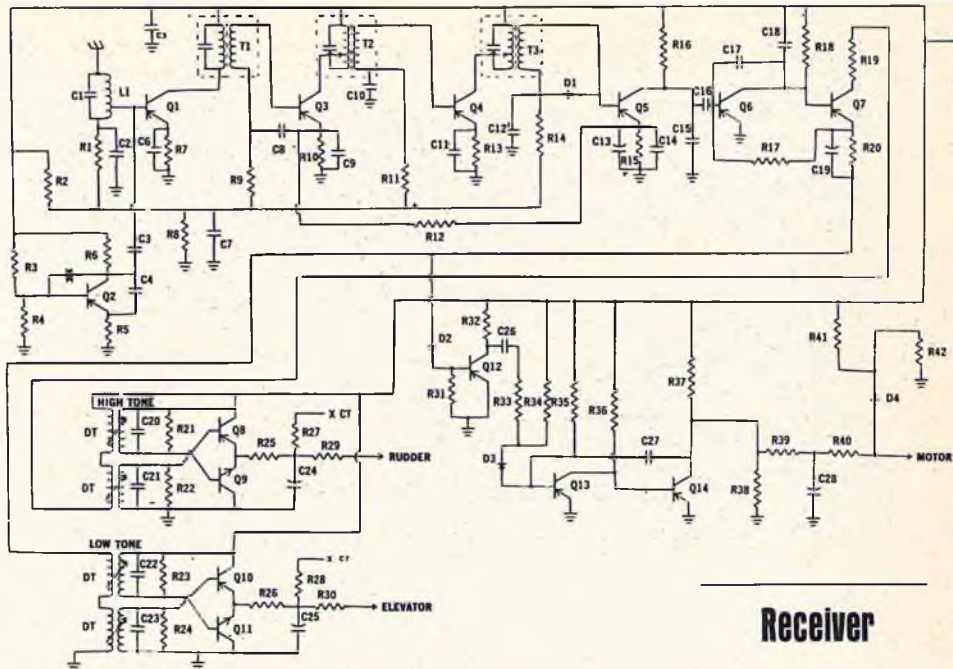 C3
T1
T2
T3
C18
R16
C17
R18
R19
C1
L1
Q1
Q3
C10
Q4
D1
Q5
C16
Q6
Q7
R1
C2
C6
R7
C8
R10
C9
C11
R13
C12
R14
C13
R15
C14
C15
R17
C19
R20
R2
R9
R11
R8
C7
R12
C3
R3
R6
C4
Q2
R4
R5
R32
C26
R41
R42
D2
Q12
R31
R33
R34
R35
R36
R37
D4
HIGH TONE
DT
C20
R21
Q8
X CT
R27
R25
R29
RUDDER
D3
C27
R39
R40
MOTOR
DT
C21
R22
Q9
C24
Q13
Q14
R38
C28
LOW TONE
DT
C22
R23
Q10
X CT
R28
R26
R30
ELEVATOR
DT
C23
R24
Q11
C25
Receiver